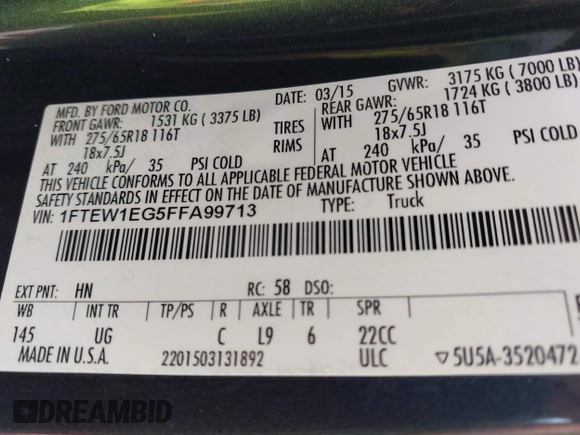 MFD. BY FORD MOTOR CO. DATE: 03/15 GVWR: 3175 KG ( 7000 LB)
FRONT GAWR: 1531 KG ( 3375 LB) REAR GAWR: 1724 KG ( 3800 LB)
WITH 275/65R18 116T TIRES WITH 275/65R18 116T
18x7.5J RIMS 18x7.5J
AT 240 kPa/ 35 PSI COLD AT 240 kPa/ 35 PSI COLD
THIS VEHICLE CONFORMS TO ALL APPLICABLE FEDERAL MOTOR VEHICLE
SAFETY STANDARDS IN EFFECT ON THE DATE OF MANUFACTURE SHOWN ABOVE.
VIN: 1FTEW1EG5FFA99713 TYPE: Truck
EXT PNT: HN RC: 58 DSO:
WB INT TR TP/PS R AXLE TR SPR
145 UG C L9 6 22CC
MADE IN U.S.A. 2201503131892 ULC ▽5U5A-3520472
DREAMBID